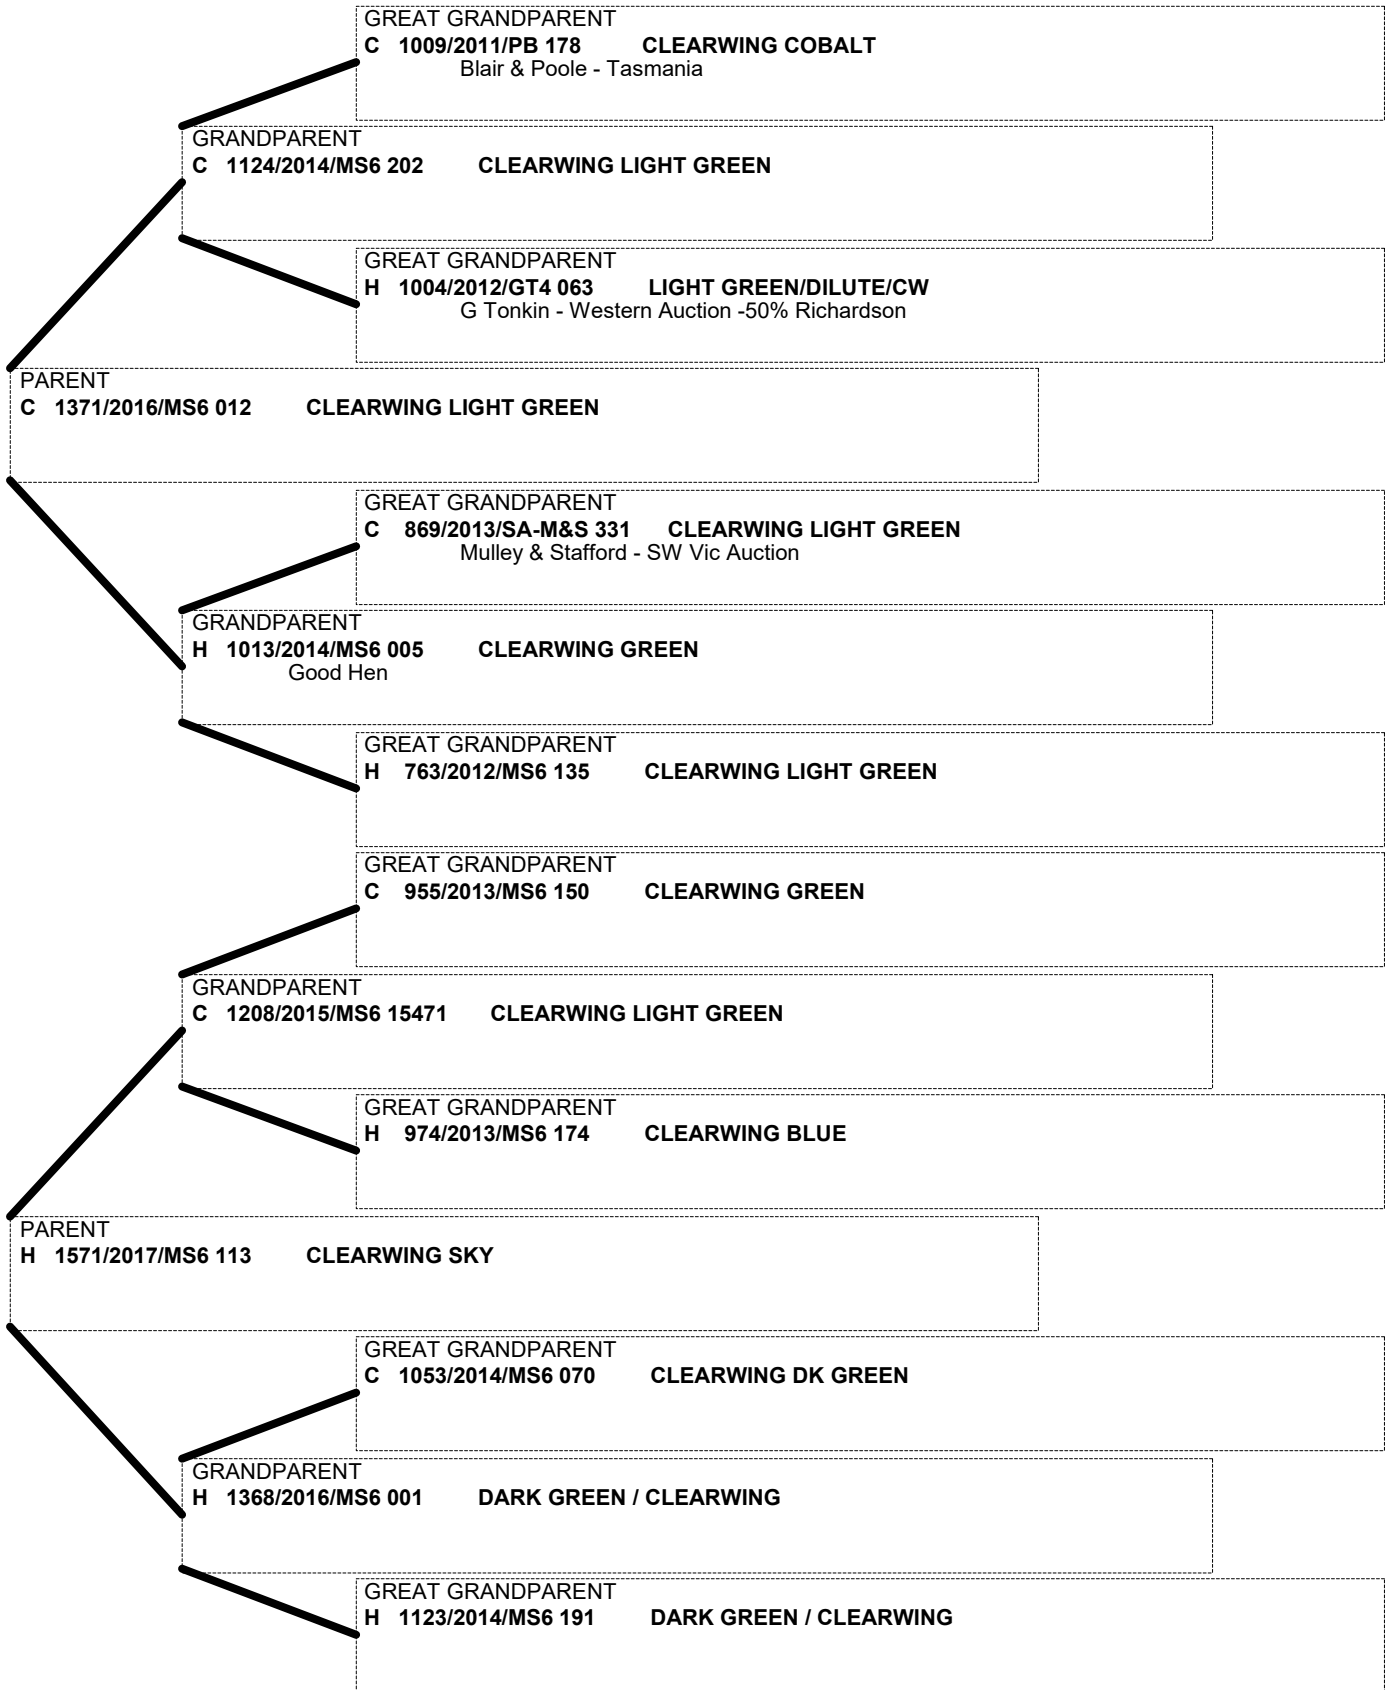 GREAT GRANDPARENT
C 1009/2011/PB 178 CLEARWING COBALT
Blair & Poole - Tasmania
GRANDPARENT
C 1124/2014/MS6 202 CLEARWING LIGHT GREEN
GREAT GRANDPARENT
H 1004/2012/GT4 063 LIGHT GREEN/DILUTE/CW
G Tonkin - Western Auction -50% Richardson
PARENT
C 1371/2016/MS6 012 CLEARWING LIGHT GREEN
GREAT GRANDPARENT
C 869/2013/SA-M&S 331 CLEARWING LIGHT GREEN
Mulley & Stafford - SW Vic Auction
GRANDPARENT
H 1013/2014/MS6 005 CLEARWING GREEN
Good Hen
GREAT GRANDPARENT
H 763/2012/MS6 135 CLEARWING LIGHT GREEN
GREAT GRANDPARENT
C 955/2013/MS6 150 CLEARWING GREEN
GRANDPARENT
C 1208/2015/MS6 15471 CLEARWING LIGHT GREEN
GREAT GRANDPARENT
H 974/2013/MS6 174 CLEARWING BLUE
PARENT
H 1571/2017/MS6 113 CLEARWING SKY
GREAT GRANDPARENT
C 1053/2014/MS6 070 CLEARWING DK GREEN
GRANDPARENT
H 1368/2016/MS6 001 DARK GREEN / CLEARWING
GREAT GRANDPARENT
H 1123/2014/MS6 191 DARK GREEN / CLEARWING